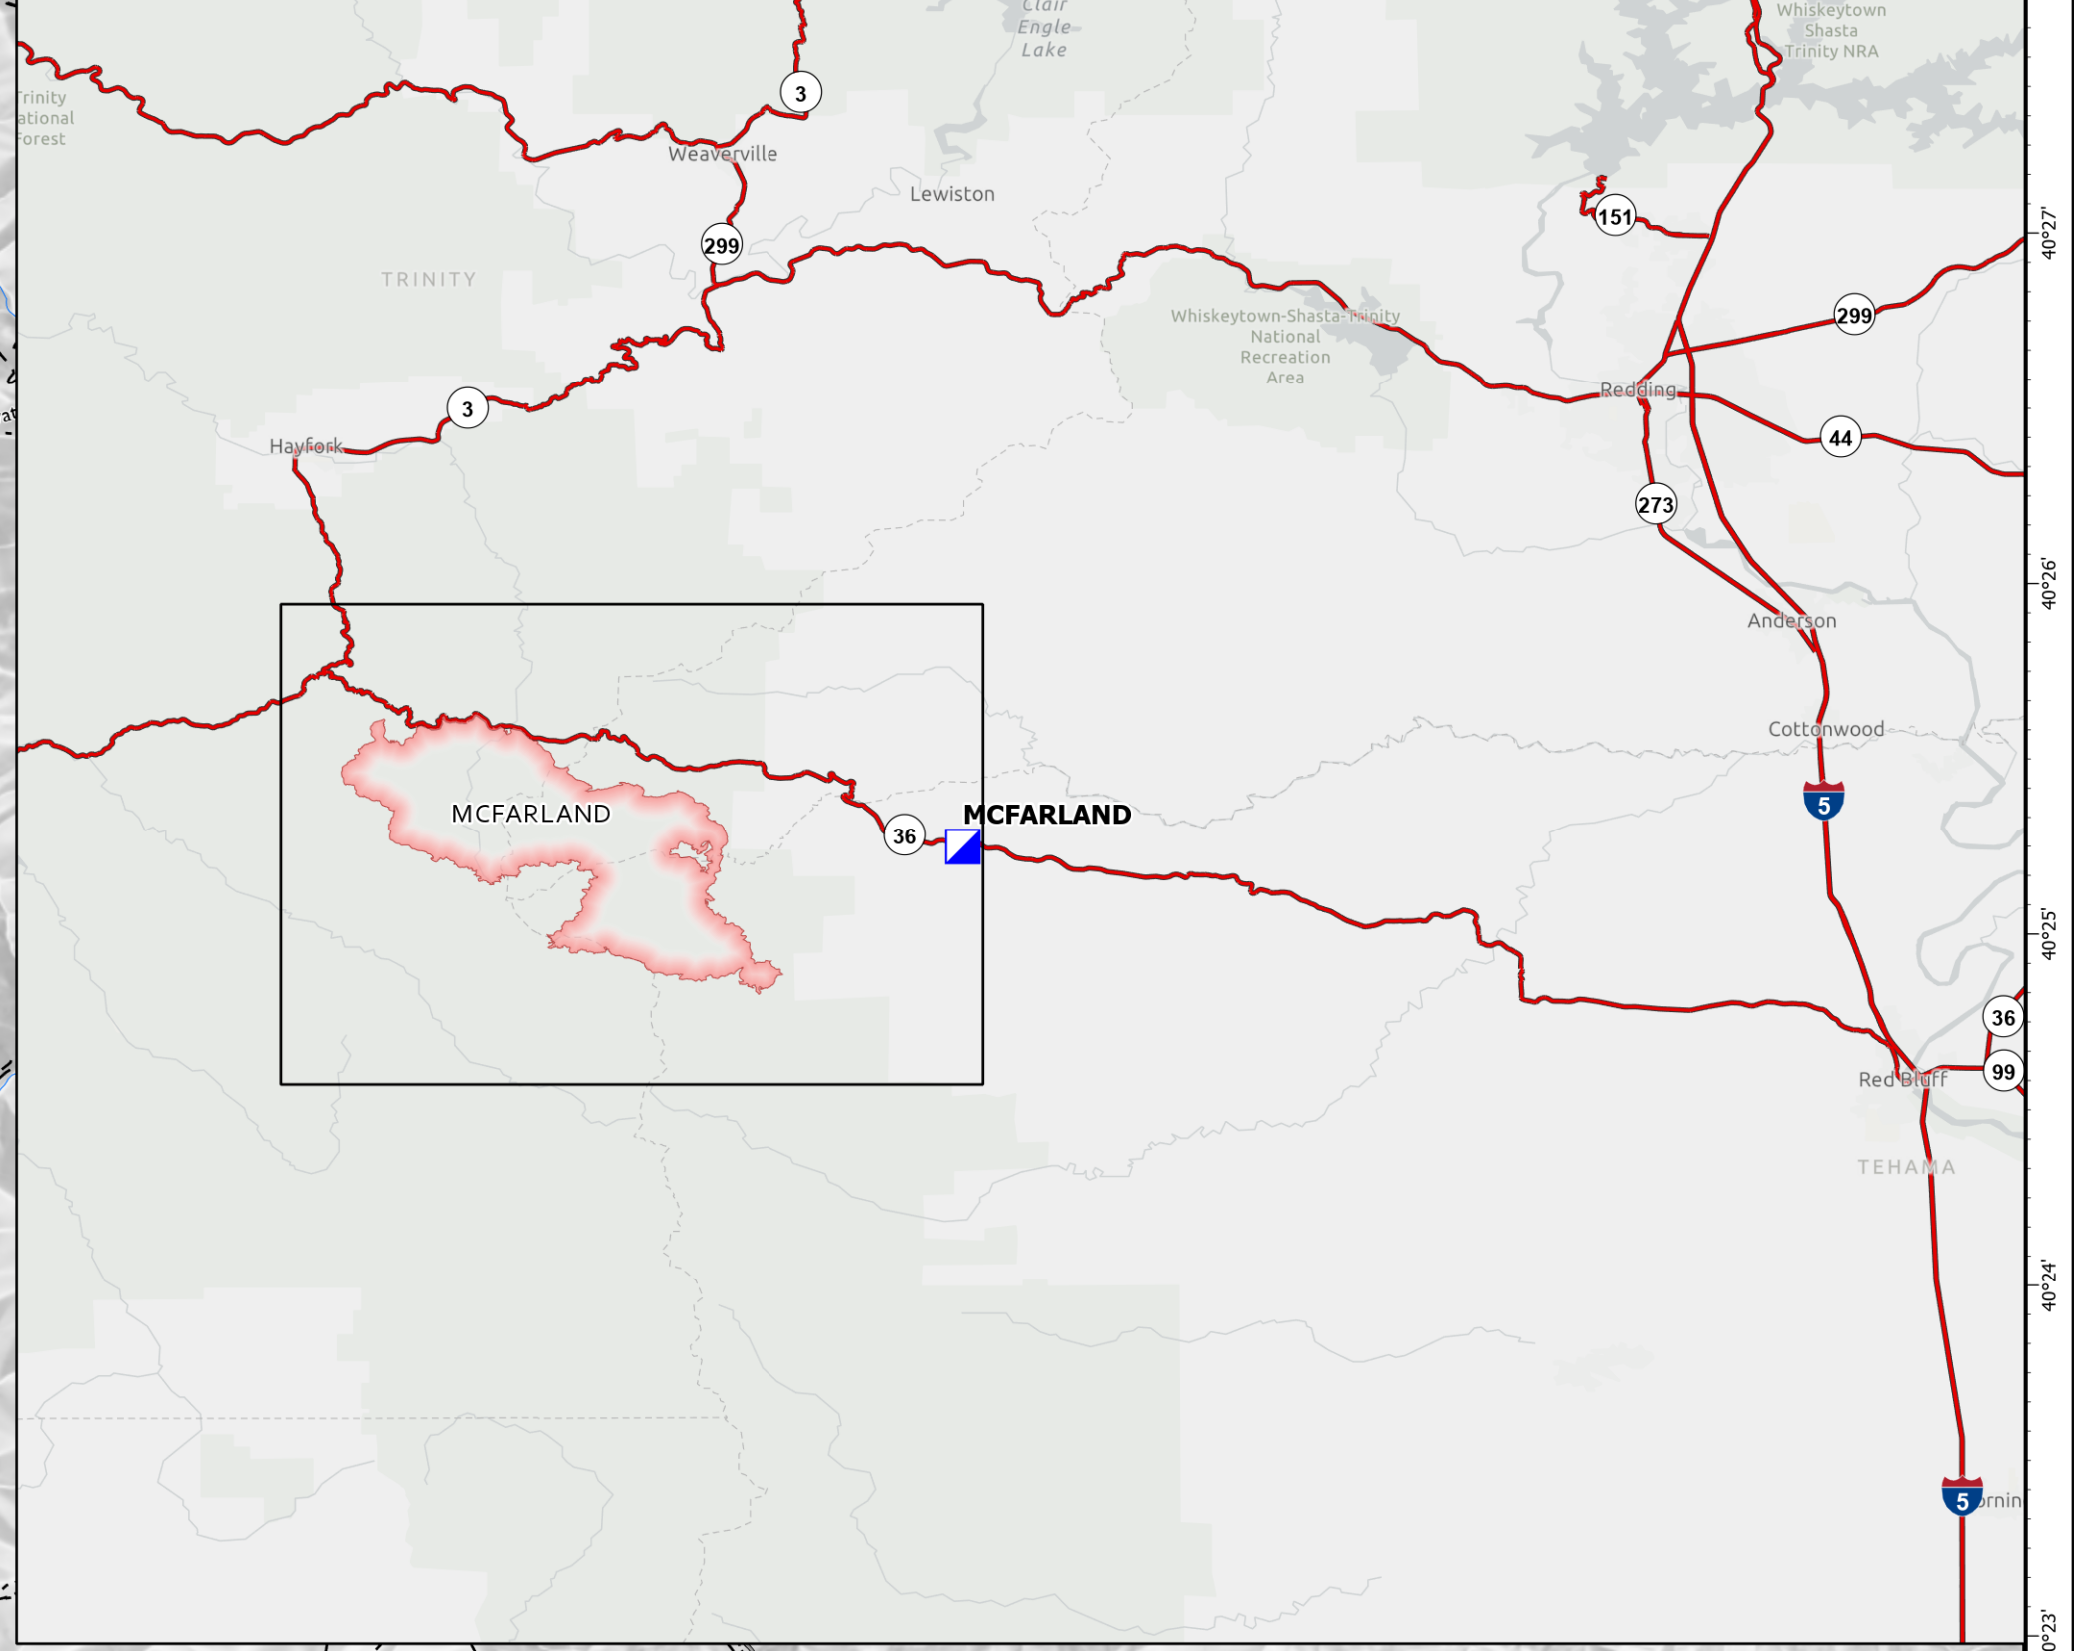 Clair
Engle
Lake
Whiskeytown
Shasta
Trinity NRA
rinity
ational
orest
3
Weaverville
Lewiston
151
299
TRINITY
40°27'
299
Whiskeytown-Shasta-Trinity
National
Recreation
Area
Redding
3
Hayfork
44
273
40°26'
Anderson
Cottonwood
5
MCFARLAND
36
MCFARLAND
40°25'
36
99
Red Bluff
TEHAMA
40°24'
5
orning
0°23'